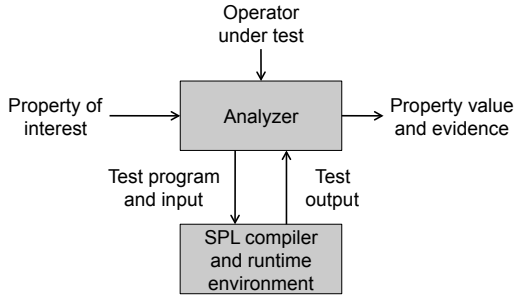 Operator
under test
Property of
interest
Analyzer
Property value
and evidence
Test program
and input
Test
output
SPL compiler
and runtime
environment